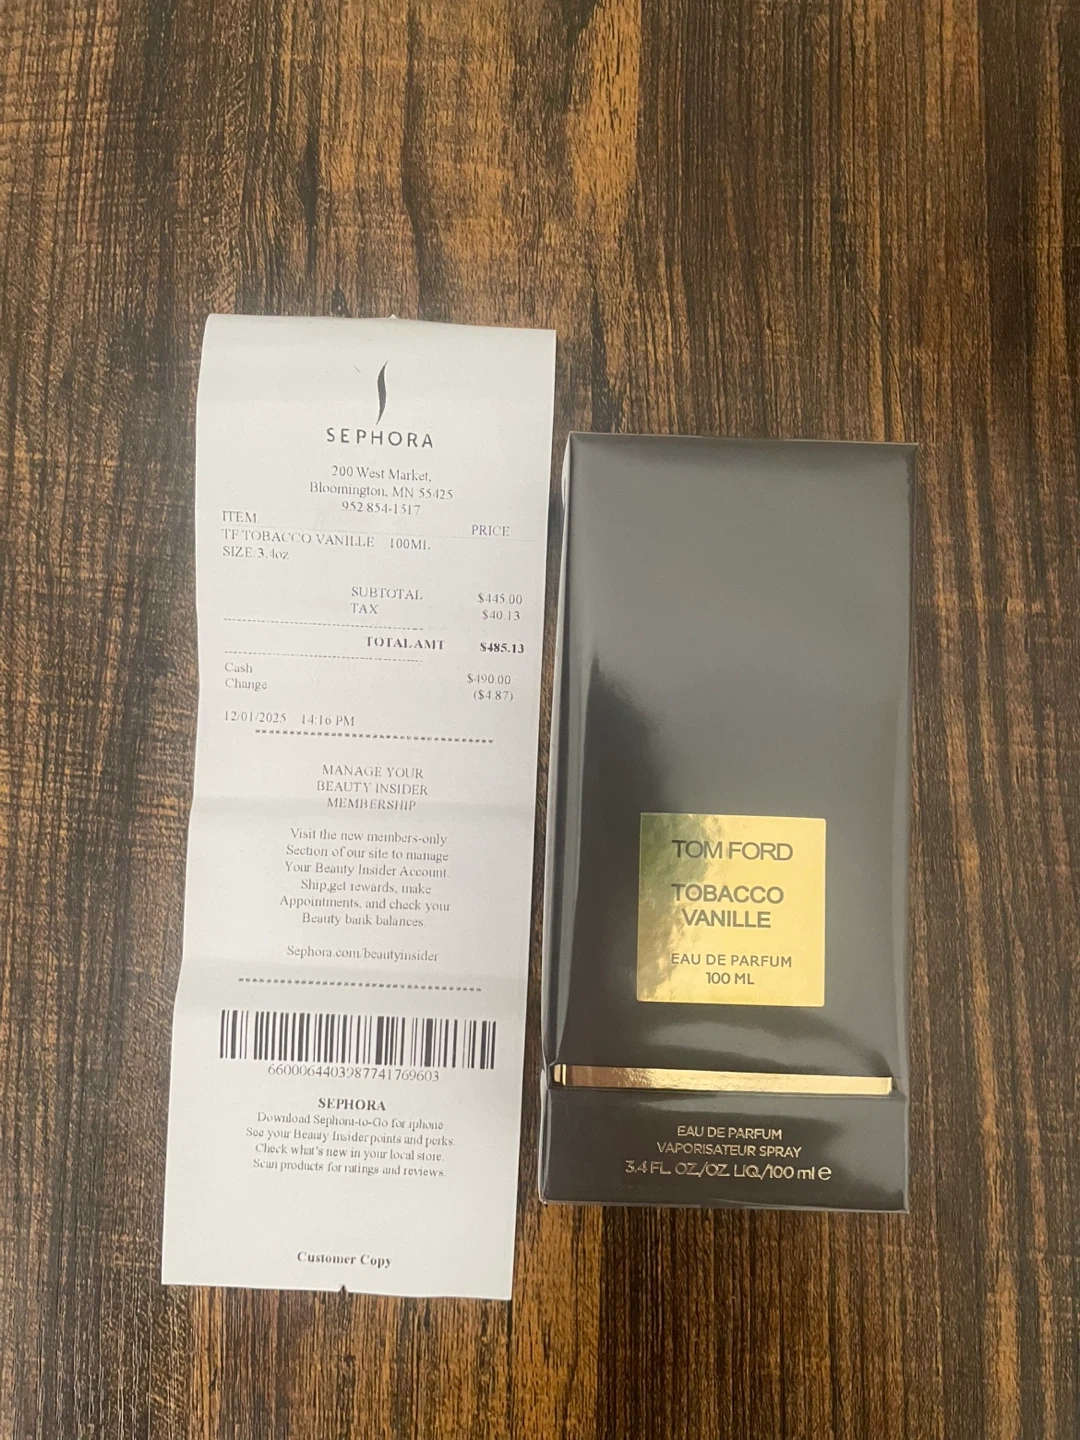 SEPHORA
200 West Market,
Bloomington, MN 55425
952 854-1517
ITEM PRICE
TF TOBACCO VANILLE 100ML
SIZE:3.4oz
SUBTOTAL $445.00
TAX $40.13
TOTAL AMT $485.13
Cash $490.00
Change ($4.87)
12/01/2025 14:16 PM
MANAGE YOUR
BEAUTY INSIDER
MEMBERSHIP
Visit the new members-only
Section of our site to manage
Your Beauty Insider Account.
Ship,get rewards, make
Appointments, and check your
Beauty bank balances.
Sephora.com/beautyinsider
6600064403987741769603
SEPHORA
Download Sephora-to-Go for iphone
See your Beauty Insider points and perks.
Check what's new in your local store.
Scan products for ratings and reviews.
Customer Copy
TOM FORD
TOBACCO
VANILLE
EAU DE PARFUM
100 ML
EAU DE PARFUM
VAPORISATEUR SPRAY
3.4 FL. OZ/OZ. LIQ./100 ml e